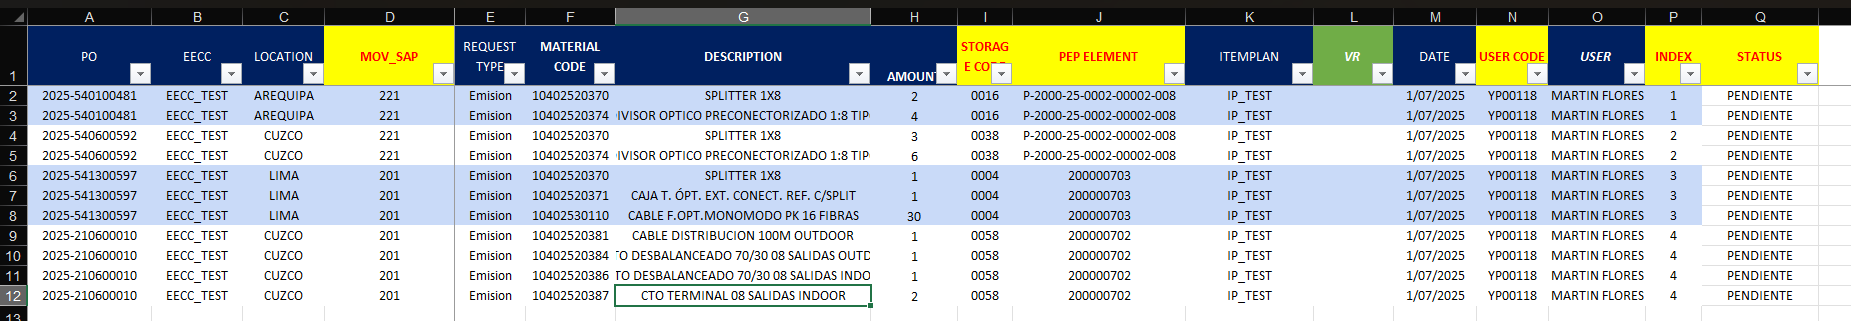 A B C D E F G H I J K L M N O P Q
1 PO EECC LOCATION MOV_SAP REQUEST TYPE MATERIAL CODE DESCRIPTION AMOUNT STORAG E COD PEP ELEMENT ITEMPLAN VR DATE USER CODE USER INDEX STATUS
2 2025-540100481 EECC_TEST AREQUIPA 221 Emision 10402520370 SPLITTER 1X8 2 0016 P-2000-25-0002-00002-008 IP_TEST 1/07/2025 YP00118 MARTIN FLORES 1 PENDIENTE
3 2025-540100481 EECC_TEST AREQUIPA 221 Emision 10402520374 IVISOR OPTICO PRECONECTORIZADO 1:8 TIP 4 0016 P-2000-25-0002-00002-008 IP_TEST 1/07/2025 YP00118 MARTIN FLORES 1 PENDIENTE
4 2025-540600592 EECC_TEST CUZCO 221 Emision 10402520370 SPLITTER 1X8 3 0038 P-2000-25-0002-00002-008 IP_TEST 1/07/2025 YP00118 MARTIN FLORES 2 PENDIENTE
5 2025-540600592 EECC_TEST CUZCO 221 Emision 10402520374 IVISOR OPTICO PRECONECTORIZADO 1:8 TIP 6 0038 P-2000-25-0002-00002-008 IP_TEST 1/07/2025 YP00118 MARTIN FLORES 2 PENDIENTE
6 2025-541300597 EECC_TEST LIMA 201 Emision 10402520370 SPLITTER 1X8 1 0004 200000703 IP_TEST 1/07/2025 YP00118 MARTIN FLORES 3 PENDIENTE
7 2025-541300597 EECC_TEST LIMA 201 Emision 10402520371 CAJA T. ÓPT. EXT. CONECT. REF. C/SPLIT 1 0004 200000703 IP_TEST 1/07/2025 YP00118 MARTIN FLORES 3 PENDIENTE
8 2025-541300597 EECC_TEST LIMA 201 Emision 10402530110 CABLE F.OPT.MONOMODO PK 16 FIBRAS 30 0004 200000703 IP_TEST 1/07/2025 YP00118 MARTIN FLORES 3 PENDIENTE
9 2025-210600010 EECC_TEST CUZCO 201 Emision 10402520381 CABLE DISTRIBUCION 100M OUTDOOR 1 0058 200000702 IP_TEST 1/07/2025 YP00118 MARTIN FLORES 4 PENDIENTE
10 2025-210600010 EECC_TEST CUZCO 201 Emision 10402520384 TO DESBALANCEADO 70/30 08 SALIDAS OUTD 1 0058 200000702 IP_TEST 1/07/2025 YP00118 MARTIN FLORES 4 PENDIENTE
11 2025-210600010 EECC_TEST CUZCO 201 Emision 10402520386 TO DESBALANCEADO 70/30 08 SALIDAS INDO 1 0058 200000702 IP_TEST 1/07/2025 YP00118 MARTIN FLORES 4 PENDIENTE
12 2025-210600010 EECC_TEST CUZCO 201 Emision 10402520387 CTO TERMINAL 08 SALIDAS INDOOR 2 0058 200000702 IP_TEST 1/07/2025 YP00118 MARTIN FLORES 4 PENDIENTE
13